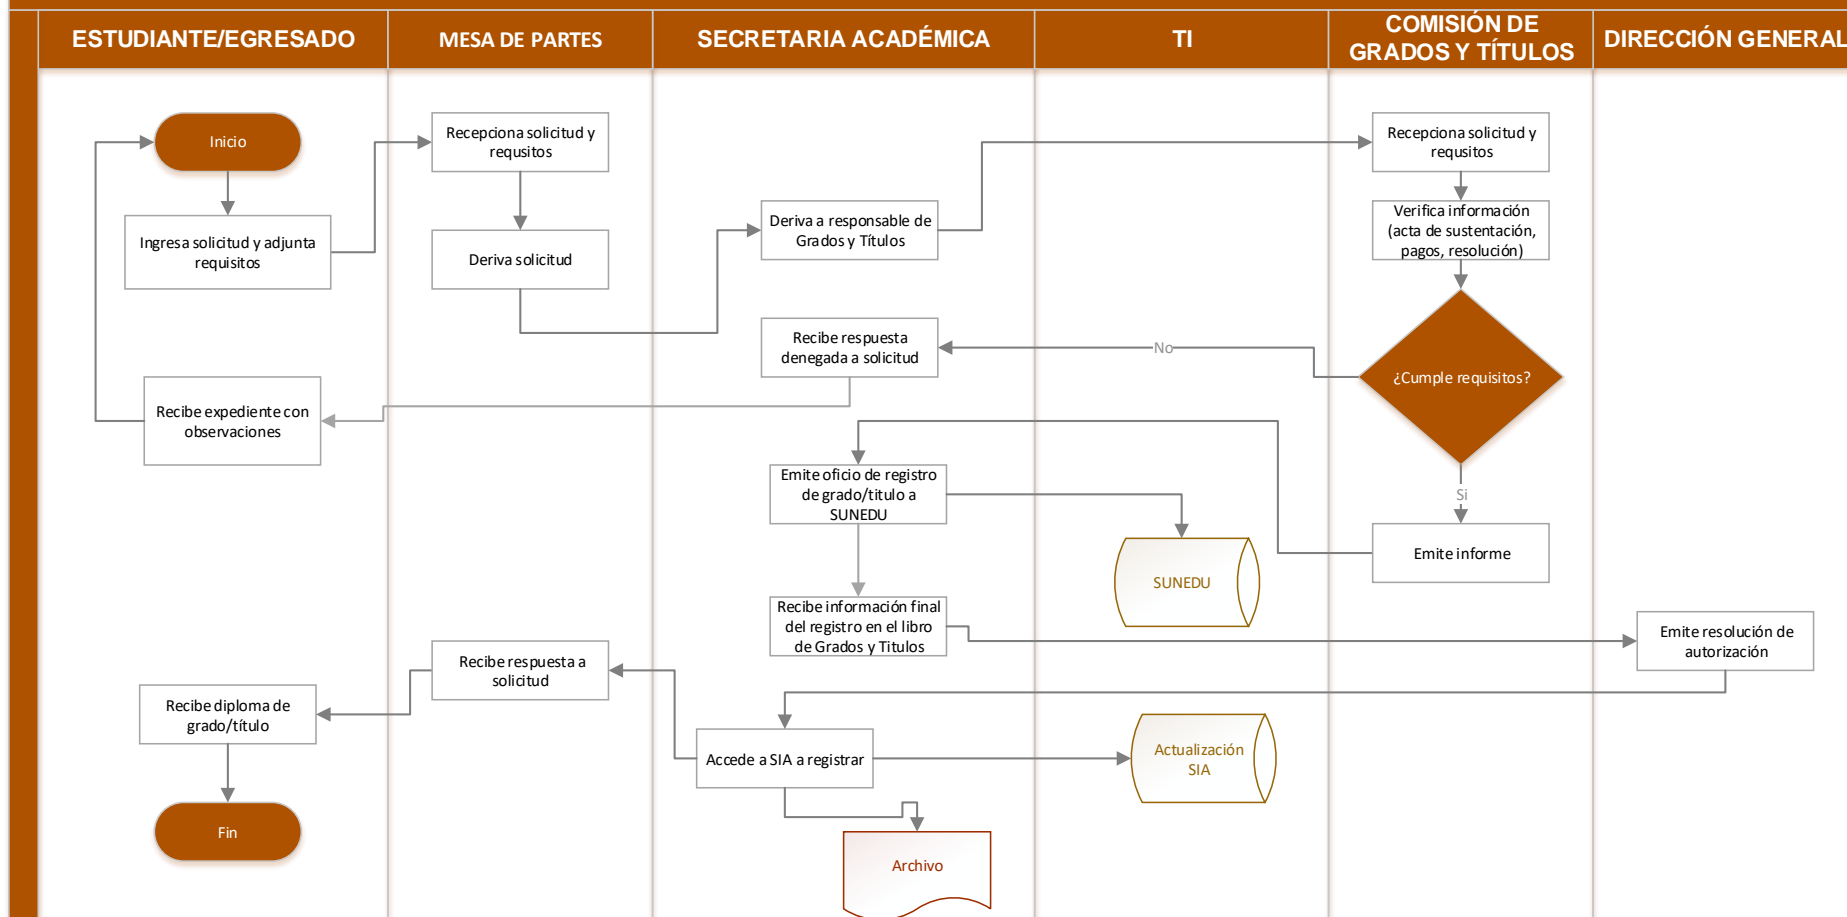 ESTUDIANTE/EGRESADO
MESA DE PARTES
SECRETARIA ACADÉMICA
TI
COMISIÓN DE
GRADOS Y TÍTULOS
DIRECCIÓN GENERAL
Inicio
Ingresa solicitud y adjunta
requisitos
Recepciona solicitud y
requsitos
Deriva solicitud
Deriva a responsable de
Grados y Títulos
Recepciona solicitud y
requsitos
Verifica información
(acta de sustentación,
pagos, resolución)
¿Cumple requisitos?
No
Recibe respuesta
denegada a solicitud
Recibe expediente con
observaciones
Si
Emite informe
Emite oficio de registro
de grado/titulo a
SUNEDU
SUNEDU
Recibe información final
del registro en el libro
de Grados y Titulos
Emite resolución de
autorización
Accede a SIA a registrar
Actualización
SIA
Archivo
Recibe respuesta a
solicitud
Recibe diploma de
grado/título
Fin